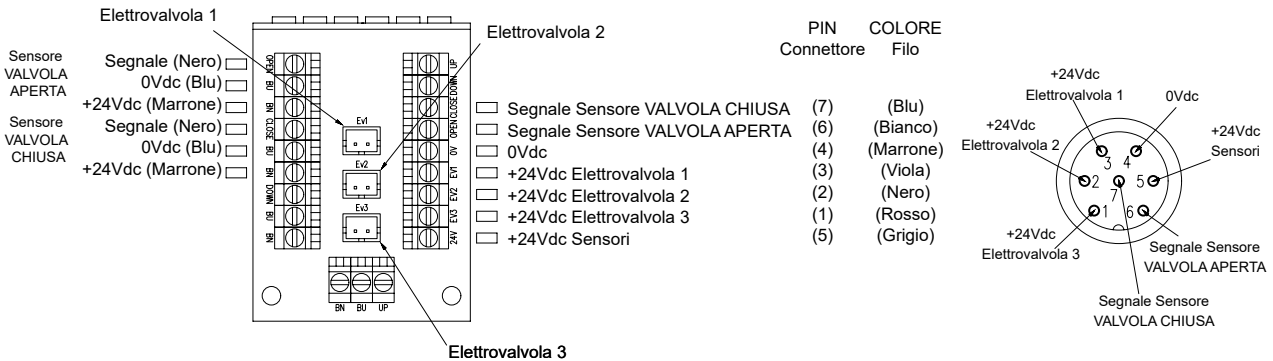 Elettrovalvola 1
Elettrovalvola 2
Sensore
VALVOLA
APERTA
Segnale (Nero)
0Vdc (Blu)
+24Vdc (Marrone)
Sensore
VALVOLA
CHIUSA
Segnale (Nero)
0Vdc (Blu)
+24Vdc (Marrone)
OPEN
BU
BN
CLOSE
BU
BN
DOWN
BU
BN
Ev1
Ev2
Ev3
UP
DOWN
CLOSE
OPEN
0V
EV1
EV2
EV3
24V
BN BU UP
Elettrovalvola 3
PIN
Connettore
COLORE
Filo
Segnale Sensore VALVOLA CHIUSA (7) (Blu)
Segnale Sensore VALVOLA APERTA (6) (Bianco)
0Vdc (4) (Marrone)
+24Vdc Elettrovalvola 1 (3) (Viola)
+24Vdc Elettrovalvola 2 (2) (Nero)
+24Vdc Elettrovalvola 3 (1) (Rosso)
+24Vdc Sensori (5) (Grigio)
+24Vdc
Elettrovalvola 1
0Vdc
+24Vdc
Elettrovalvola 2
+24Vdc
Sensori
3 4
2 5
7
1 6
+24Vdc
Elettrovalvola 3
Segnale Sensore
VALVOLA APERTA
Segnale Sensore
VALVOLA CHIUSA